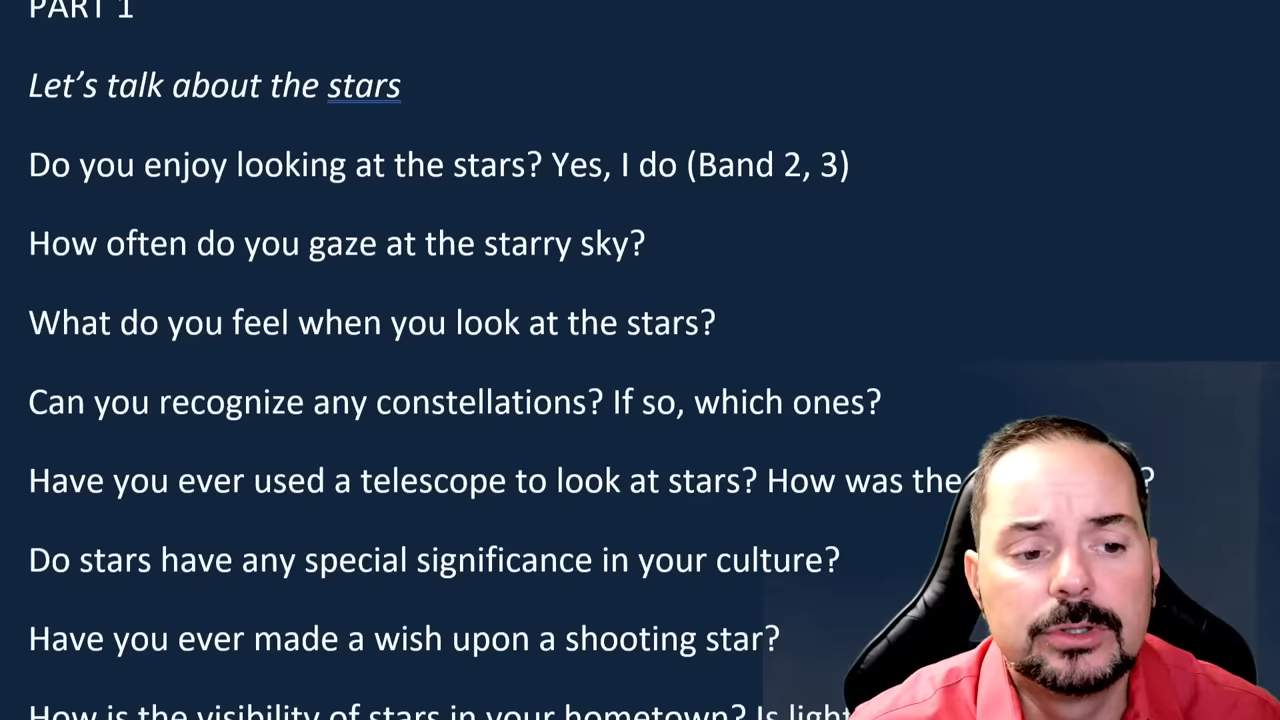 PART 1
Let’s talk about the stars
Do you enjoy looking at the stars? Yes, I do (Band 2, 3)
How often do you gaze at the starry sky?
What do you feel when you look at the stars?
Can you recognize any constellations? If so, which ones?
Have you ever used a telescope to look at stars? How was the ?
Do stars have any special significance in your culture?
Have you ever made a wish upon a shooting star?
How is the visibility of stars in your hometown? Is light